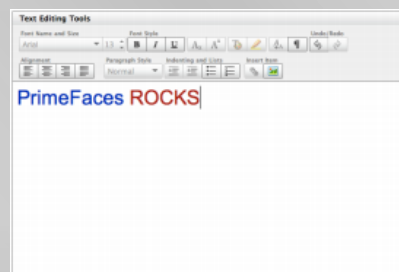 Text Editing Tools
Font Name and Size Font Style Undo/Redo
Arial 13 B I U
Alignment Paragraph Style Indenting and Lists Insert Item
Normal
PrimeFaces ROCKS